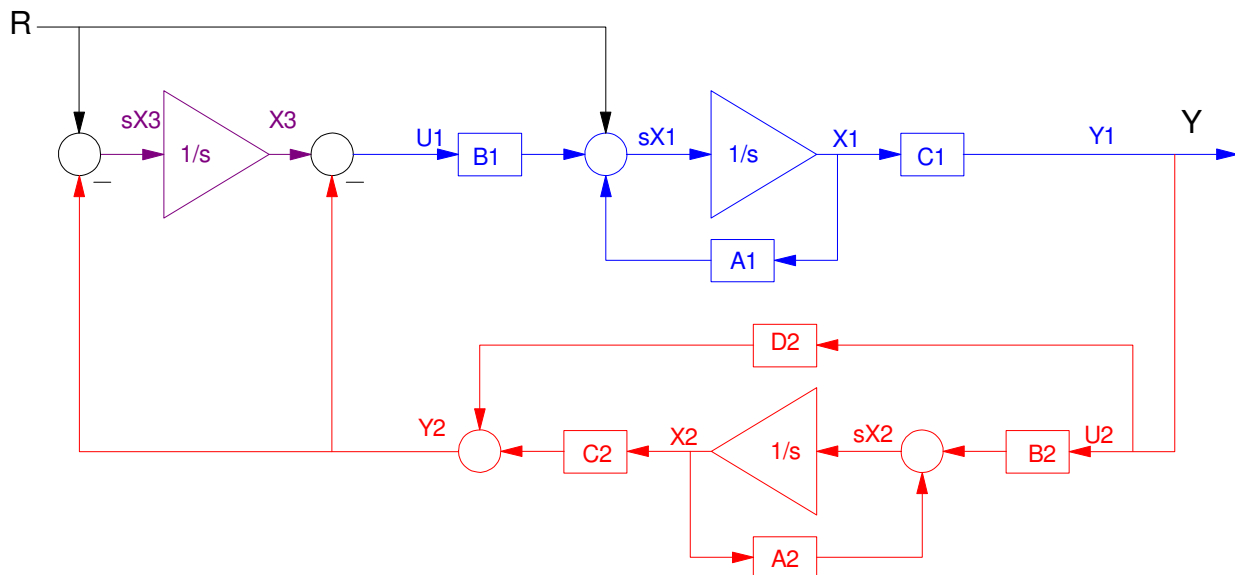 R
Y
sX3
X3
1/s
U1
B1
sX1
1/s
X1
C1
Y1
A1
D2
Y2
C2
X2
1/s
sX2
B2
U2
A2